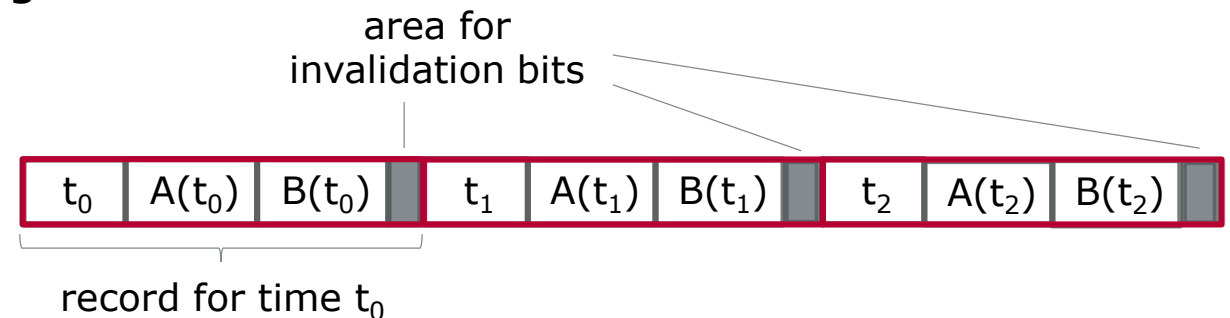 area for
invalidation bits
t₀ A(t₀) B(t₀) t₁ A(t₁) B(t₁) t₂ A(t₂) B(t₂)
record for time t₀